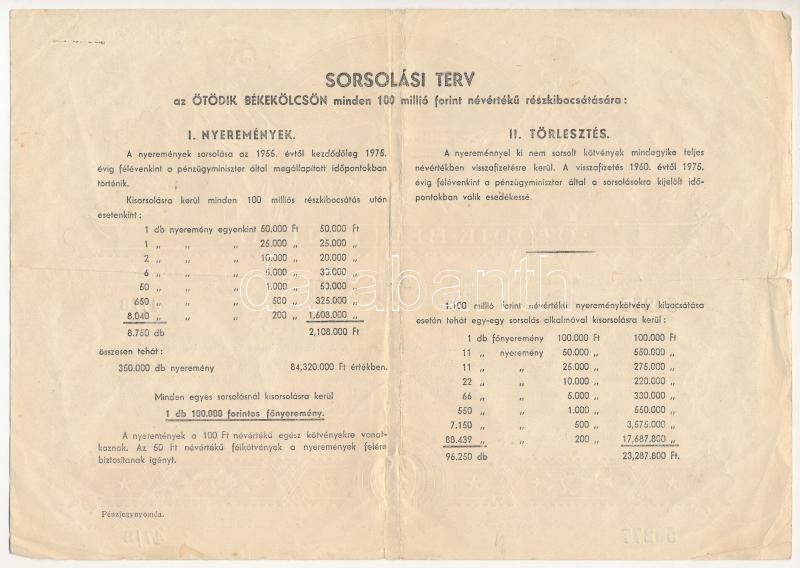 SORSOLÁSI TERV
az ÖTÖDIK BÉKEKÖLCSÖN minden 100 millió forint névértékű részkibocsátására:
I. NYEREMÉNYEK.
A nyeremények sorsolása az 1955. évtől kezdődőleg 1975.
évig félévenkint a pénzügyminiszter által megállapított időpontokban
történik.
Kisorsolásra kerül minden 100 milliós részkibocsátás után
esetenkint:
1 db nyeremény egyenkint 50.000 Ft 50.000 Ft
1 „ „ „ 25.000 „ 25.000 „
2 „ „ „ 10.000 „ 20.000 „
6 „ „ „ 5.000 „ 30.000 „
50 „ „ „ 1.000 „ 50.000 „
650 „ „ „ 500 „ 325.000 „
8.040 „ „ „ 200 „ 1,608.000 „
8.750 db 2,108.000 Ft
összesen tehát:
350.000 db nyeremény 84,320.000 Ft értékben.
Minden egyes sorsolásnál kisorsolásra kerül
1 db 100.000 forintos főnyeremény.
A nyeremények a 100 Ft névértékű egész kötvényekre vonat-
koznak. Az 50 Ft névértékű félkötvények a nyeremények felére
biztosítanak igényt.
Pénzjegynyomda.
II. TÖRLESZTÉS.
A nyereménnyel ki nem sorsolt kötvények mindegyike teljes
névértékben visszafizetésre kerül. A visszafizetés 1960. évtől 1975.
évig félévenkint a pénzügyminiszter által a sorsolásokra kijelölt idő-
pontokban válik esedékessé.
1.100 millió forint névértékű nyereménykötvény kibocsátása
esetén tehát egy-egy sorsolás alkalmával kisorsolásra kerül:
1 db főnyeremény 100.000 Ft 100.000 Ft
11 „ nyeremény 50.000 „ 550.000 „
11 „ „ 25.000 „ 275.000 „
22 „ „ 10.000 „ 220.000 „
66 „ „ 5.000 „ 330.000 „
550 „ „ 1.000 „ 550.000 „
7.150 „ „ 500 „ 3,575.000 „
88.439 „ „ 200 „ 17,687.800 „
96.250 db 23,287.800 Ft.
darabanth